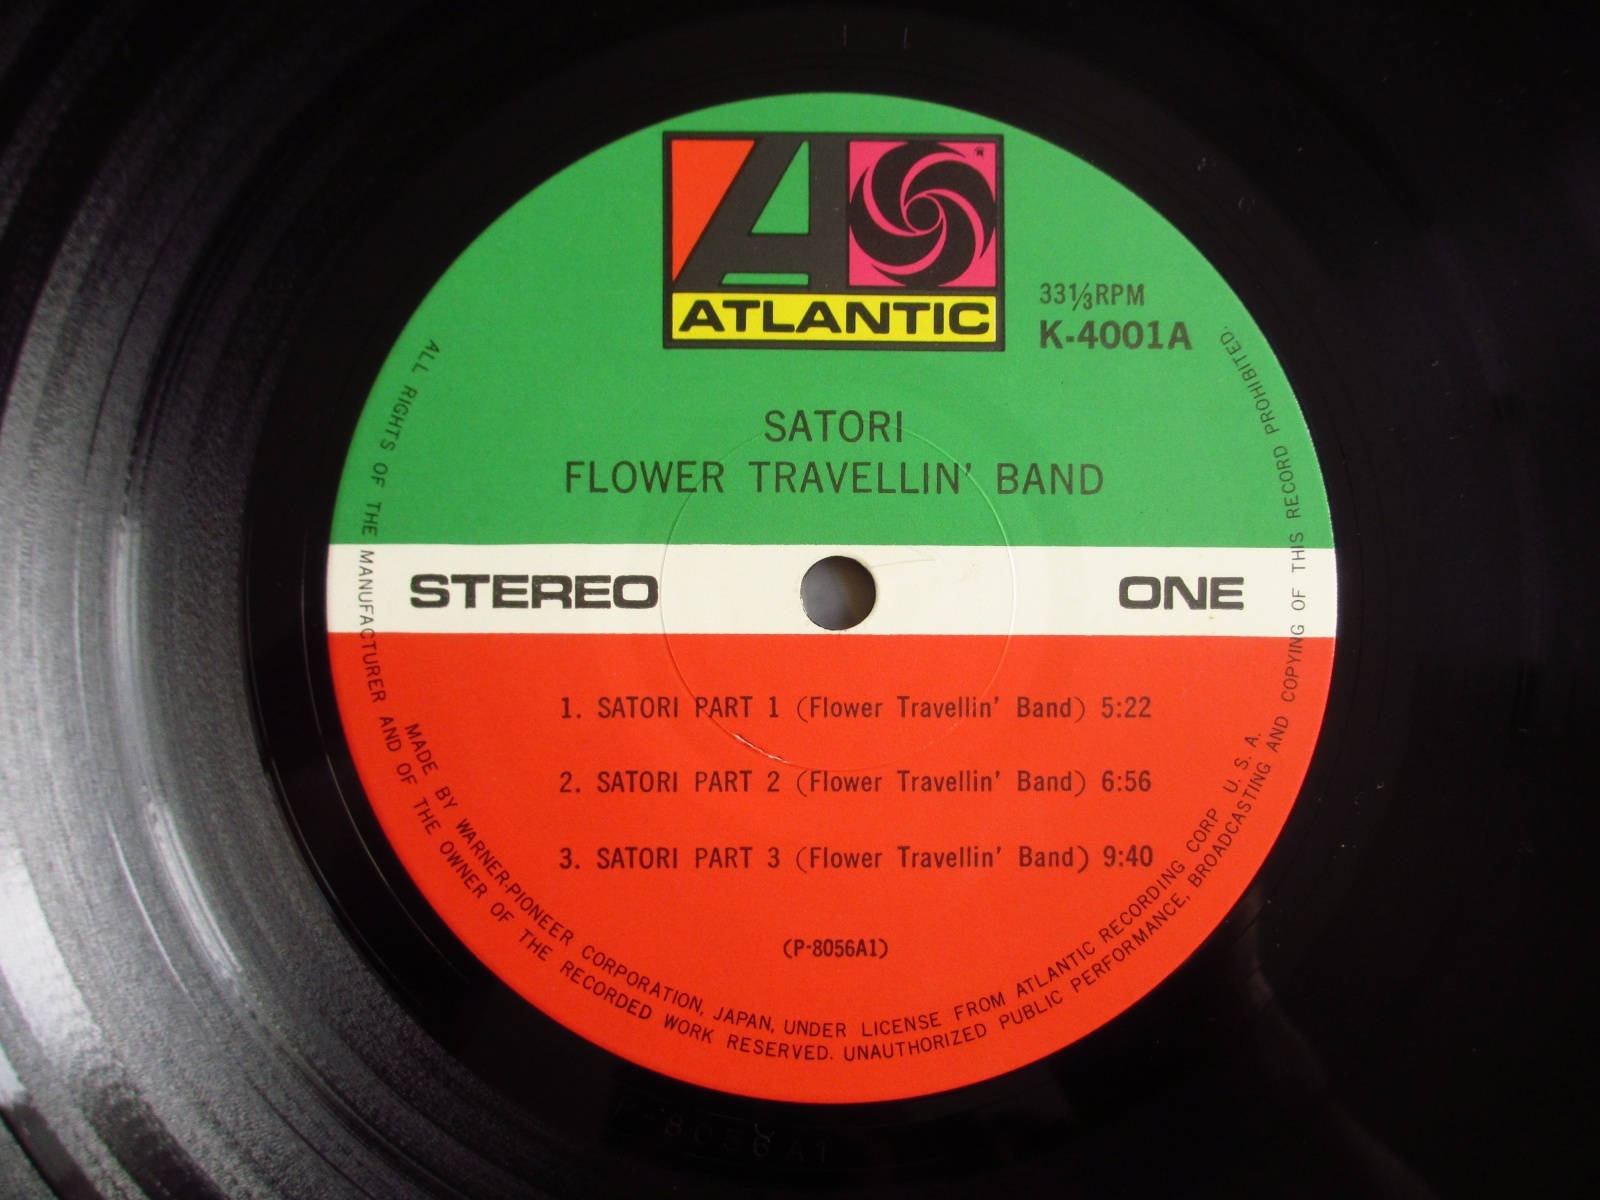 ATLANTIC
33⅓RPM
K-4001A
SATORI
FLOWER TRAVELLIN' BAND
STEREO
ONE
1. SATORI PART 1 (Flower Travellin' Band) 5:22
2. SATORI PART 2 (Flower Travellin' Band) 6:56
3. SATORI PART 3 (Flower Travellin' Band) 9:40
(P-8056A1)
MADE BY WARNER-PIONEER CORPORATION, JAPAN, UNDER LICENSE FROM ATLANTIC RECORDING CORP U. S. A.
ALL RIGHTS OF THE MANUFACTURER AND OF THE OWNER OF THE RECORDED WORK RESERVED. UNAUTHORIZED PUBLIC PERFORMANCE, BROADCASTING AND COPYING OF THIS RECORD PROHIBITED.
8056A1